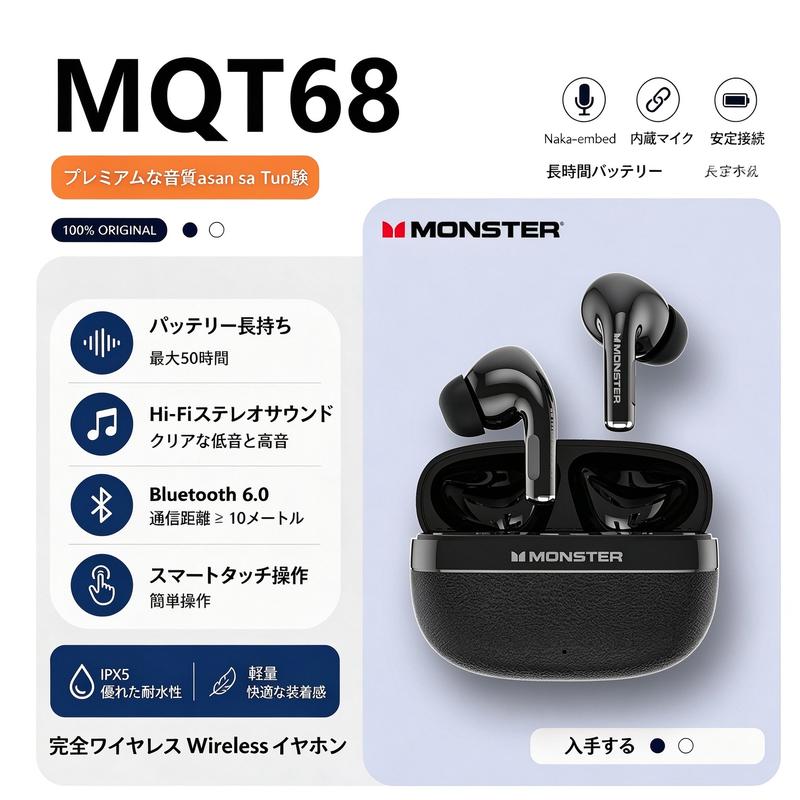 MQT68
プレミアムな音質asan sa Tun験
100% ORIGINAL
Naka-embed
内蔵マイク
安定接続
長時間バッテリー
MONSTER®
MONSTER
MONSTER
バッテリー長持ち
最大50時間
Hi-Fiステレオサウンド
クリアな低音と高音
Bluetooth 6.0
通信距離 ≥ 10メートル
スマートタッチ操作
簡単操作
IPX5
優れた耐水性
軽量
快適な装着感
完全ワイヤレス Wireless イヤホン
入手する